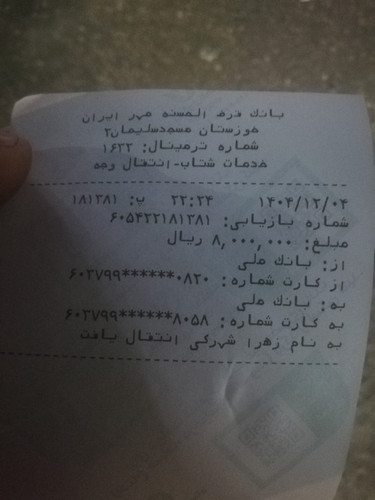 بانک قرض الحسنه مهر ایران
خوزستان مسجدسلیمان۲
شماره ترمینال: ۱۶۲۲
خدمات شتاب-انتقال وجه
۱۴۰۴/۱۲/۰۴ ۲۲:۲۴ پ: ۱۸۱۳۸۱
شماره بازیابی: ۶۰۵۴۲۲۱۸۱۳۸۱
مبلغ: ۸,۰۰۰,۰۰۰ ریال
از: بانک ملی
از کارت شماره: ۶۰۳۷۹۹******۰۸۲۰
به: بانک ملی
به کارت شماره: ۶۰۳۷۹۹******۸۰۵۸
به نام زهرا شهرکی انتقال یافت